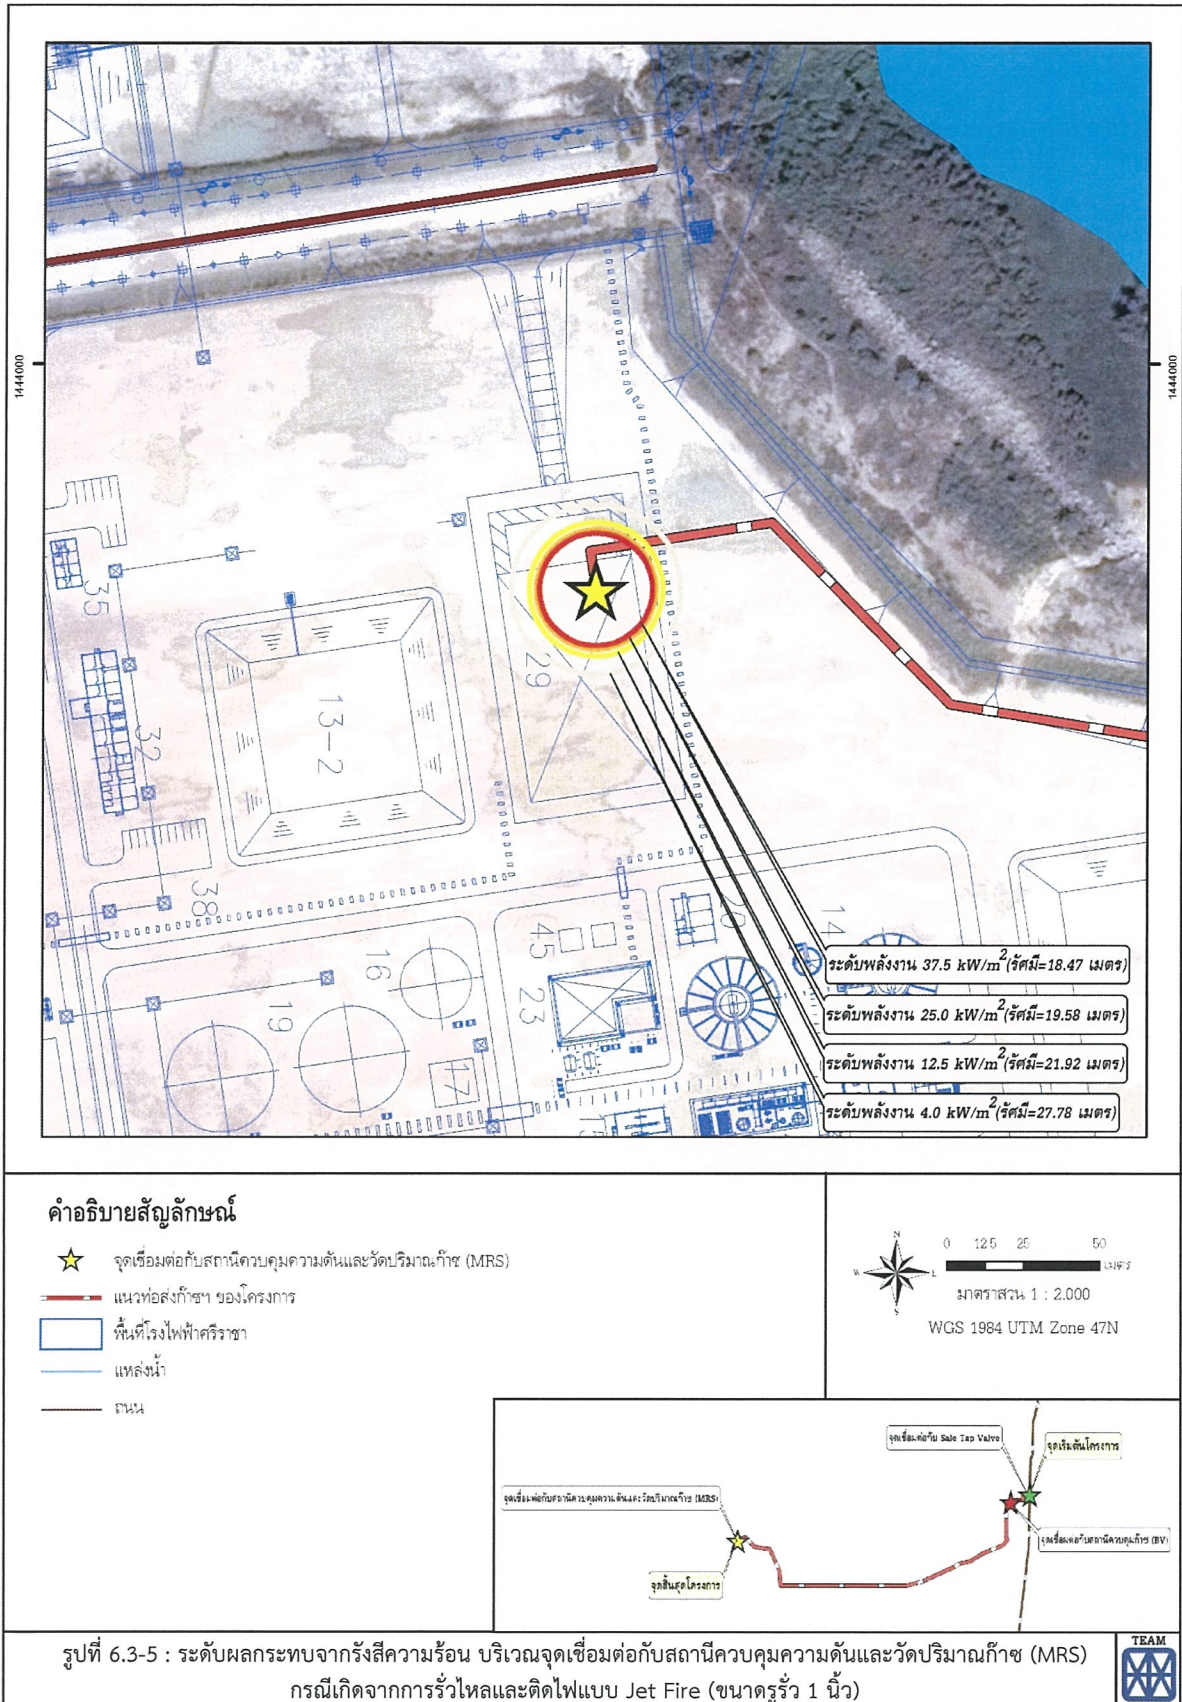 1444000
1444000
35
32
29
13-2
38
20
14
45
16
23
19
17
ระดับพลังงาน 37.5 kW/m²(รัศมี=18.47 เมตร)
ระดับพลังงาน 25.0 kW/m²(รัศมี=19.58 เมตร)
ระดับพลังงาน 12.5 kW/m²(รัศมี=21.92 เมตร)
ระดับพลังงาน 4.0 kW/m²(รัศมี=27.78 เมตร)
คำอธิบายสัญลักษณ์
จุดเชื่อมต่อกับสถานีควบคุมความดันและวัดปริมาณก๊าซ (MRS)
แนวท่อส่งก๊าซฯ ของโครงการ
พื้นที่โรงไฟฟ้าศรีราชา
แหล่งน้ำ
ถนน
N
W E
S
0 12.5 25 50
เมตร
มาตราส่วน 1 : 2,000
WGS 1984 UTM Zone 47N
จุดเชื่อมต่อกับ Sale Tap Valve
จุดเริ่มต้นโครงการ
จุดเชื่อมต่อกับสถานีควบคุมความดันและวัดปริมาณก๊าซ (MRS)
จุดเชื่อมต่อกับสถานีควบคุมก๊าซ (BV)
จุดสิ้นสุดโครงการ
รูปที่ 6.3-5 : ระดับผลกระทบจากรังสีความร้อน บริเวณจุดเชื่อมต่อกับสถานีควบคุมความดันและวัดปริมาณก๊าซ (MRS)
กรณีเกิดจากการรั่วไหลและติดไฟแบบ Jet Fire (ขนาดรูรั่ว 1 นิ้ว)
TEAM